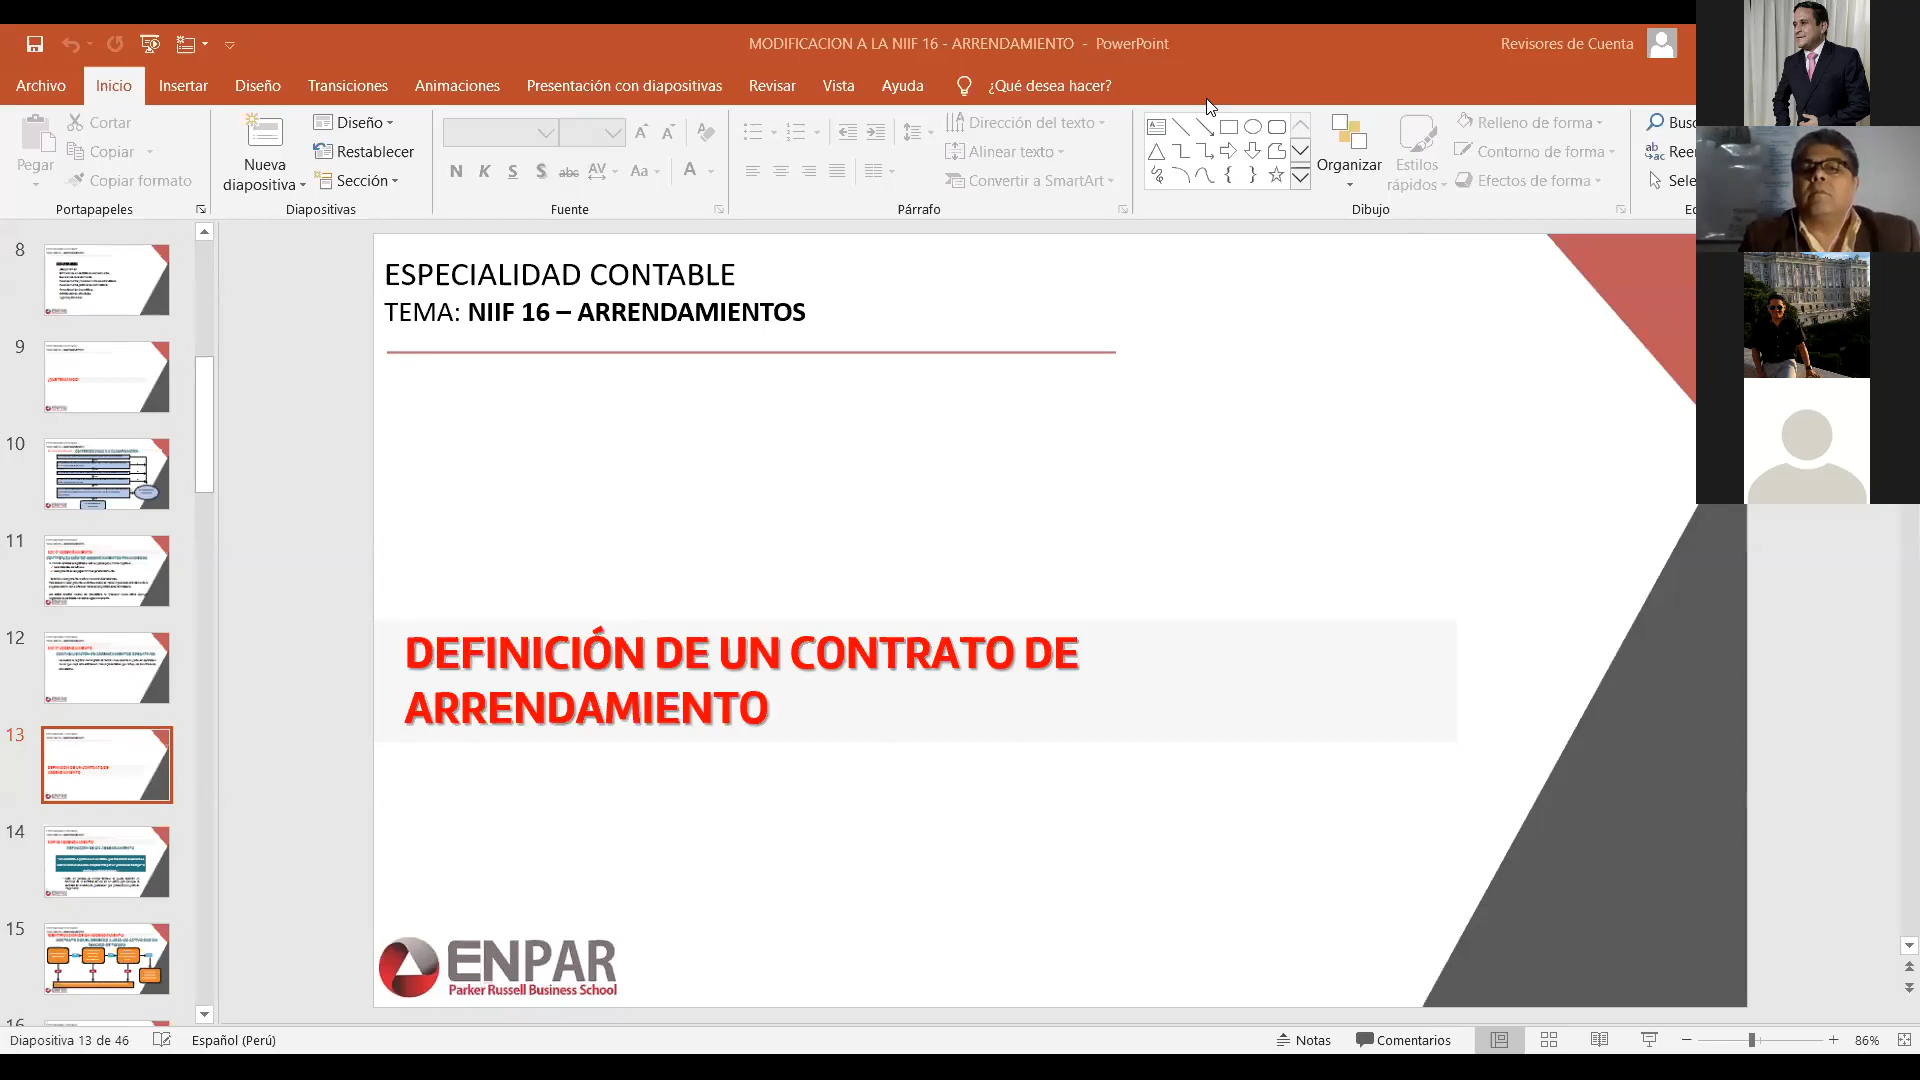 MODIFICACION A LA NIIF 16 - ARRENDAMIENTO - PowerPoint
Revisores de Cuenta
Archivo Inicio Insertar Diseño Transiciones Animaciones Presentación con diapositivas Revisar Vista Ayuda ¿Qué desea hacer?
Pegar
Cortar
Copiar
Copiar formato
Portapapeles
Nueva
diapositiva
Diseño
Restablecer
Sección
Diapositivas
N K S S abc AV Aa A
Fuente
Dirección del texto
Alinear texto
Convertir a SmartArt
Párrafo
Organizar
Estilos
rápidos
Relleno de forma
Contorno de forma
Efectos de forma
Dibujo
Busc
Reen
Sele
8
9
10
11
12
13
14
15
16
ESPECIALIDAD CONTABLE
TEMA: NIIF 16 – ARRENDAMIENTOS
DEFINICIÓN DE UN CONTRATO DE
ARRENDAMIENTO
ENPAR
Parker Russell Business School
Diapositiva 13 de 46 Español (Perú) Notas Comentarios 86%